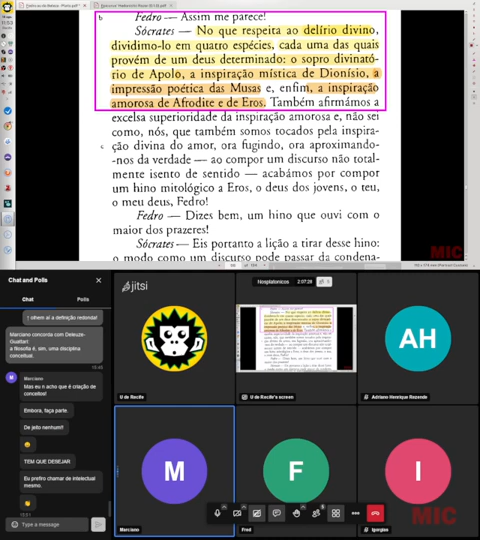 Fedro — Assim me parece!
Sócrates — No que respeita ao delírio divino,
dividimo-lo em quatro espécies, cada uma das quais
provém de um deus determinado: o sopro divinató-
rio de Apolo, a inspiração mística de Dionísio, a
impressão poética das Musas e, enfim, a inspiração
amorosa de Afrodite e de Eros. Também afirmámos a
excelsa superioridade da inspiração amorosa e, não sei
como, nós, que também somos tocados pela inspira-
ção divina do amor, ora fugindo, ora aproximando-
-nos da verdade — ao compor um discurso não total-
mente isento de sentido — acabámos por compor
um hino mitológico a Eros, o deus dos jovens, o teu,
o meu deus, Fedro!
Fedro — Dizes bem, um hino que ouvi com o
maior dos prazeres!
Sócrates — Eis portanto a lição a tirar desse hino:
o modo como um discurso pode passar da condena-
b
c
MIC
Chat and Polls
Chat
Polls
Marciano concorda com Deleuze-
Guattari
a filosofia é, sim, uma disciplina
conceitual
Marciano
Mas eu n acho que é criação de
conceitos!
Embora, faça parte.
De jeito nenhum!!
TEM QUE DESEJAR
Eu prefiro chamar de intelectual
mesmo.
Type a message
jitsi
Neoplatonicos
2:07:28
U de Recife
U de Recife's screen
AH
Adriano Henrique Rezende
M
Marciano
F
Fred
I
Igorgiao
MIC